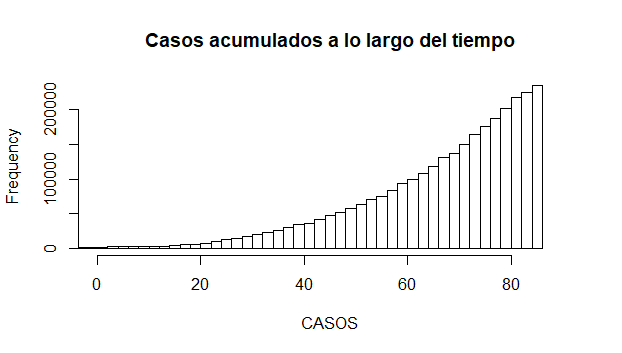 Casos acumulados a lo largo del tiempo
Frequency
200000
100000
0
0 20 40 60 80
CASOS